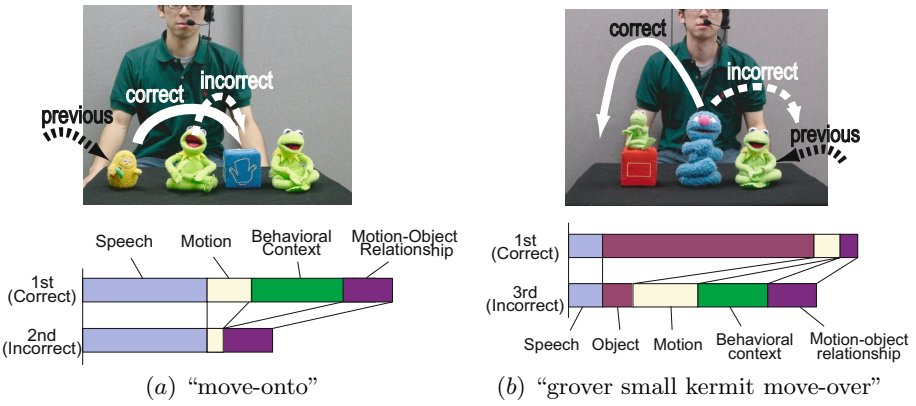 previous
correct
incorrect
Speech
Motion
Behavioral
Context
Motion-Object
Relationship
1st
(Correct)
2nd
(Incorrect)
(a) “move-onto”
correct
incorrect
previous
1st
(Correct)
3rd
(Incorrect)
Speech
Object
Motion
Behavioral
context
Motion-object
relationship
(b) “grover small kermit move-over”